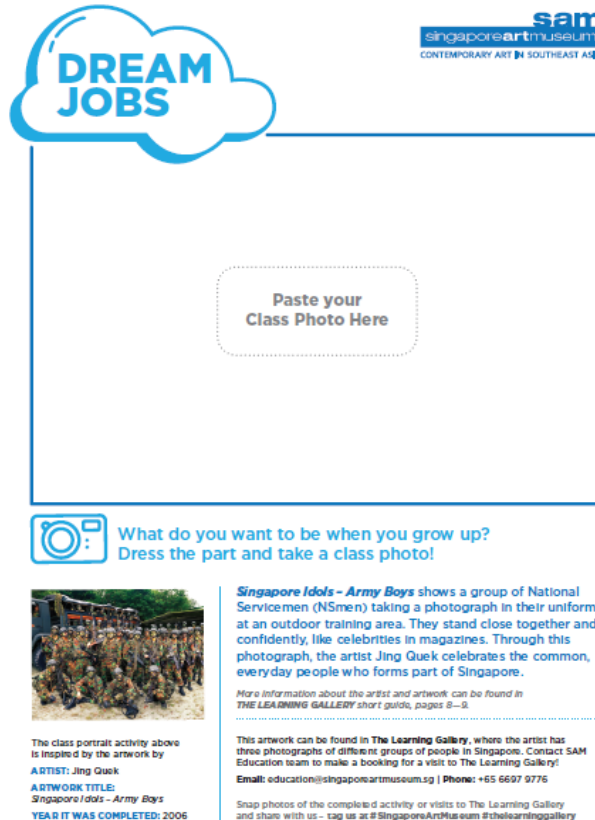 DREAM
JOBS
sam
singaporeartmuseum
CONTEMPORARY ART IN SOUTHEAST
Paste your
Class Photo Here
What do you want to be when you grow up?
Dress the part and take a class photo!
Singapore Idols – Army Boys shows a group of National
Servicemen (NSmen) taking a photograph in their uniform
at an outdoor training area. They stand close together and
confidently, like celebrities in magazines. Through this
photograph, the artist Jing Quek celebrates the common,
everyday people who forms part of Singapore.
More information about the artist and artwork can be found in
THE LEARNING GALLERY short guide, pages 8—9.
The class portrait activity above
is inspired by the artwork by
ARTIST: Jing Quek
ARTWORK TITLE:
Singapore Idols – Army Boys
YEAR IT WAS COMPLETED: 2006
This artwork can be found in The Learning Gallery, where the artist has
three photographs of different groups of people in Singapore. Contact SAM
Education team to make a booking for a visit to The Learning Gallery!
Email: education@singaporeartmuseum.sg | Phone: +65 6697 9776
Snap photos of the completed activity or visits to The Learning Gallery
and share with us – tag us at #SingaporeArtMuseum #thelearninggallery